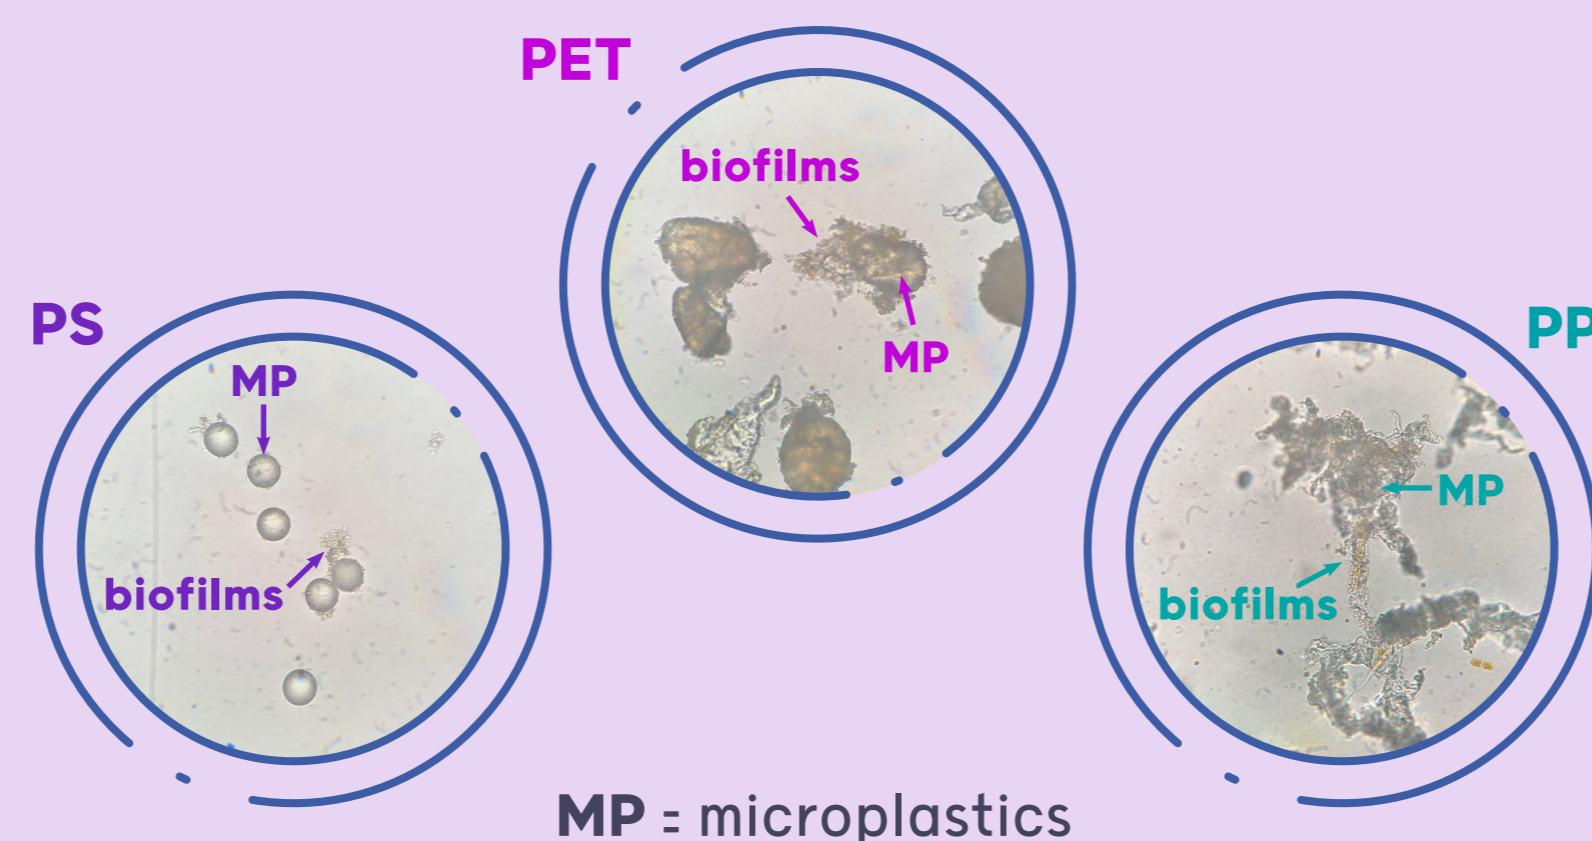 PET
biofilms
MP
PS
MP
biofilms
PP
MP
biofilms
MP = microplastics